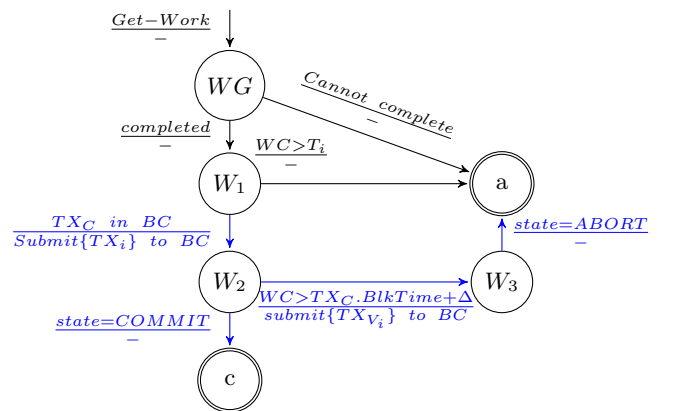 Get−Work
−
WG
Cannot complete
−
completed
−
WC>T_i
−
W_1
a
TX_C in BC
Submit{TX_i} to BC
state=ABORT
−
W_2
W_3
WC>TX_C.BlkTime+Δ
submit{TX_{V_i}} to BC
state=COMMIT
−
c